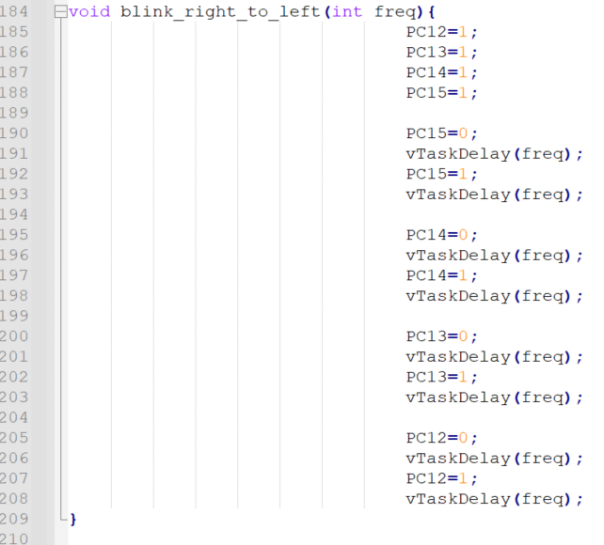 184 void blink_right_to_left(int freq){
185 PC12=1;
186 PC13=1;
187 PC14=1;
188 PC15=1;
189
190 PC15=0;
191 vTaskDelay(freq);
192 PC15=1;
193 vTaskDelay(freq);
194
195 PC14=0;
196 vTaskDelay(freq);
197 PC14=1;
198 vTaskDelay(freq);
199
200 PC13=0;
201 vTaskDelay(freq);
202 PC13=1;
203 vTaskDelay(freq);
204
205 PC12=0;
206 vTaskDelay(freq);
207 PC12=1;
208 vTaskDelay(freq);
209 }
210